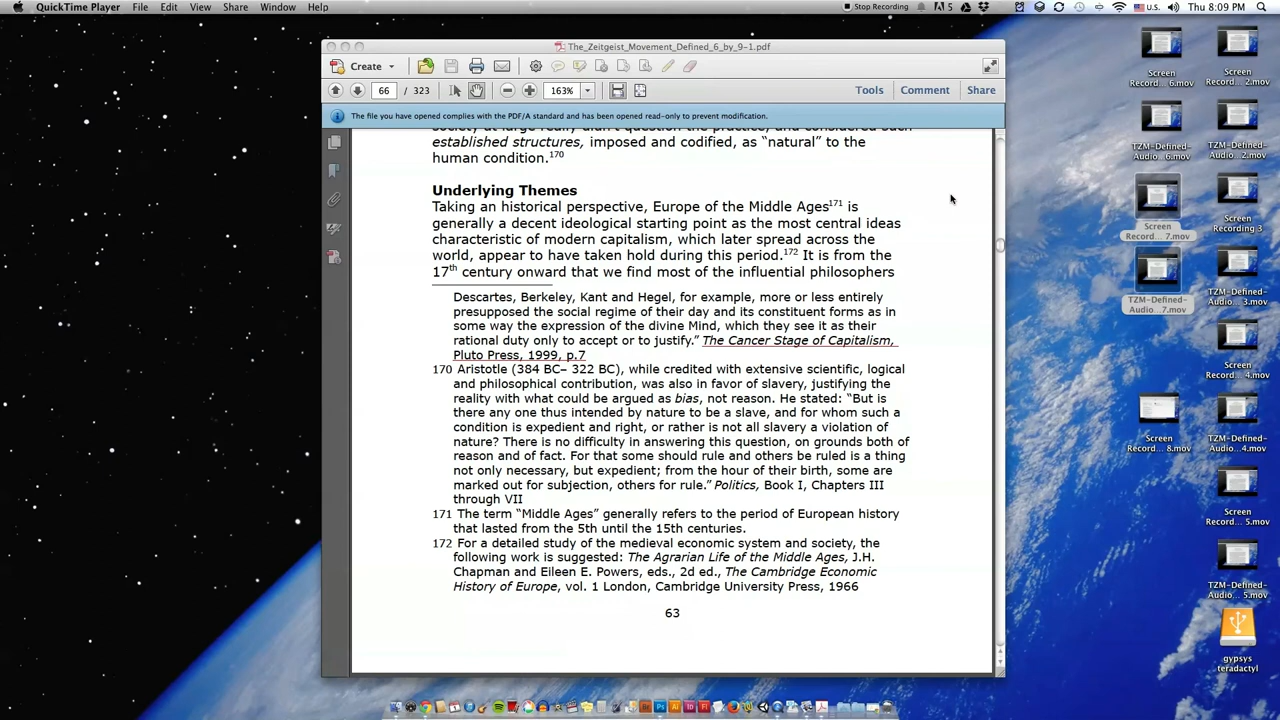 QuickTime Player File Edit View Share Window Help
Stop Recording 5 U.S. Thu 8:09 PM
The_Zeitgeist_Movement_Defined_6_by_9-1.pdf
Create
66 / 323 163% Tools Comment Share
The file you have opened complies with the PDF/A standard and has been opened read-only to prevent modification.
society at large really didn't question the practice, and considered such
established structures, imposed and codified, as “natural” to the
human condition.170
Underlying Themes
Taking an historical perspective, Europe of the Middle Ages171 is
generally a decent ideological starting point as the most central ideas
characteristic of modern capitalism, which later spread across the
world, appear to have taken hold during this period.172 It is from the
17th century onward that we find most of the influential philosophers
Descartes, Berkeley, Kant and Hegel, for example, more or less entirely
presupposed the social regime of their day and its constituent forms as in
some way the expression of the divine Mind, which they see it as their
rational duty only to accept or to justify.” The Cancer Stage of Capitalism,
Pluto Press, 1999, p.7
170 Aristotle (384 BC– 322 BC), while credited with extensive scientific, logical
and philosophical contribution, was also in favor of slavery, justifying the
reality with what could be argued as bias, not reason. He stated: “But is
there any one thus intended by nature to be a slave, and for whom such a
condition is expedient and right, or rather is not all slavery a violation of
nature? There is no difficulty in answering this question, on grounds both of
reason and of fact. For that some should rule and others be ruled is a thing
not only necessary, but expedient; from the hour of their birth, some are
marked out for subjection, others for rule.” Politics, Book I, Chapters III
through VII
171 The term “Middle Ages” generally refers to the period of European history
that lasted from the 5th until the 15th centuries.
172 For a detailed study of the medieval economic system and society, the
following work is suggested: The Agrarian Life of the Middle Ages, J.H.
Chapman and Eileen E. Powers, eds., 2d ed., The Cambridge Economic
History of Europe, vol. 1 London, Cambridge University Press, 1966
63
Screen
Record... 6.mov
Screen
Record... 2.mov
TZM-Defined-
Audio... 6.mov
TZM-Defined-
Audio... 2.mov
Screen
Record... 7.mov
Screen
Recording 3
TZM-Defined-
Audio... 7.mov
TZM-Defined-
Audio... 3.mov
Screen
Record... 4.mov
Screen
Record... 8.mov
TZM-Defined-
Audio... 4.mov
Screen
Record... 5.mov
TZM-Defined-
Audio... 5.mov
gypsys
teradactyl